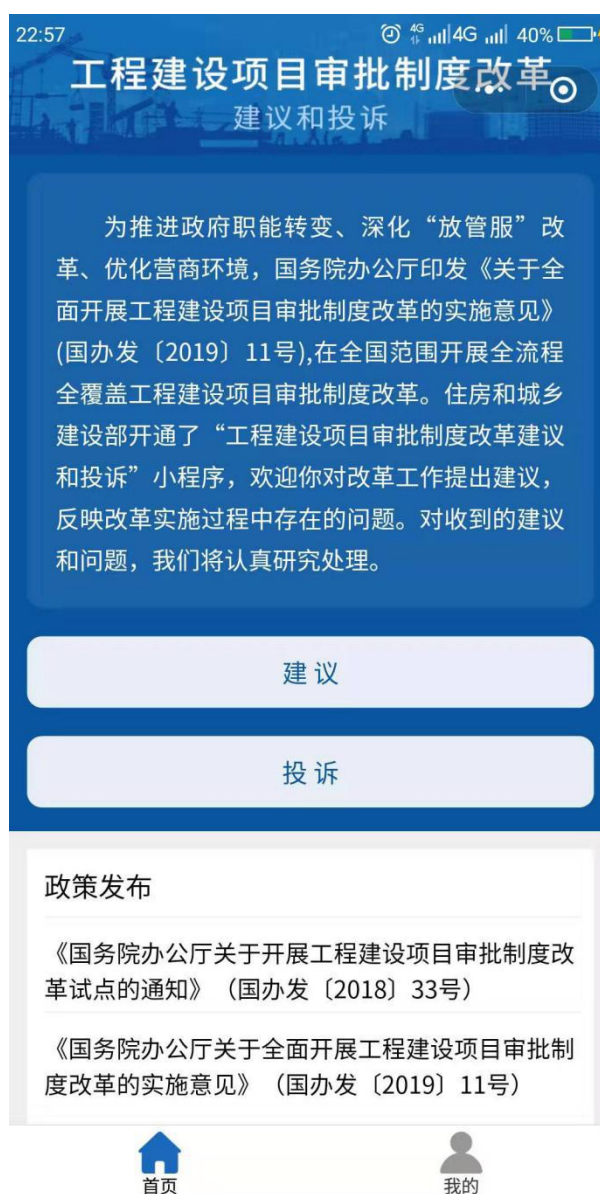 22:57
4G 4G 40%
工程建设项目审批制度改革
建议和投诉
为推进政府职能转变、深化“放管服”改
革、优化营商环境，国务院办公厅印发《关于全
面开展工程建设项目审批制度改革的实施意见》
(国办发〔2019〕11号),在全国范围开展全流程
全覆盖工程建设项目审批制度改革。住房和城乡
建设部开通了“工程建设项目审批制度改革建议
和投诉”小程序，欢迎你对改革工作提出建议，
反映改革实施过程中存在的问题。对收到的建议
和问题，我们将认真研究处理。
建议
投诉
政策发布
《国务院办公厅关于开展工程建设项目审批制度改
革试点的通知》（国办发〔2018〕33号）
《国务院办公厅关于全面开展工程建设项目审批制
度改革的实施意见》（国办发〔2019〕11号）
首页
我的